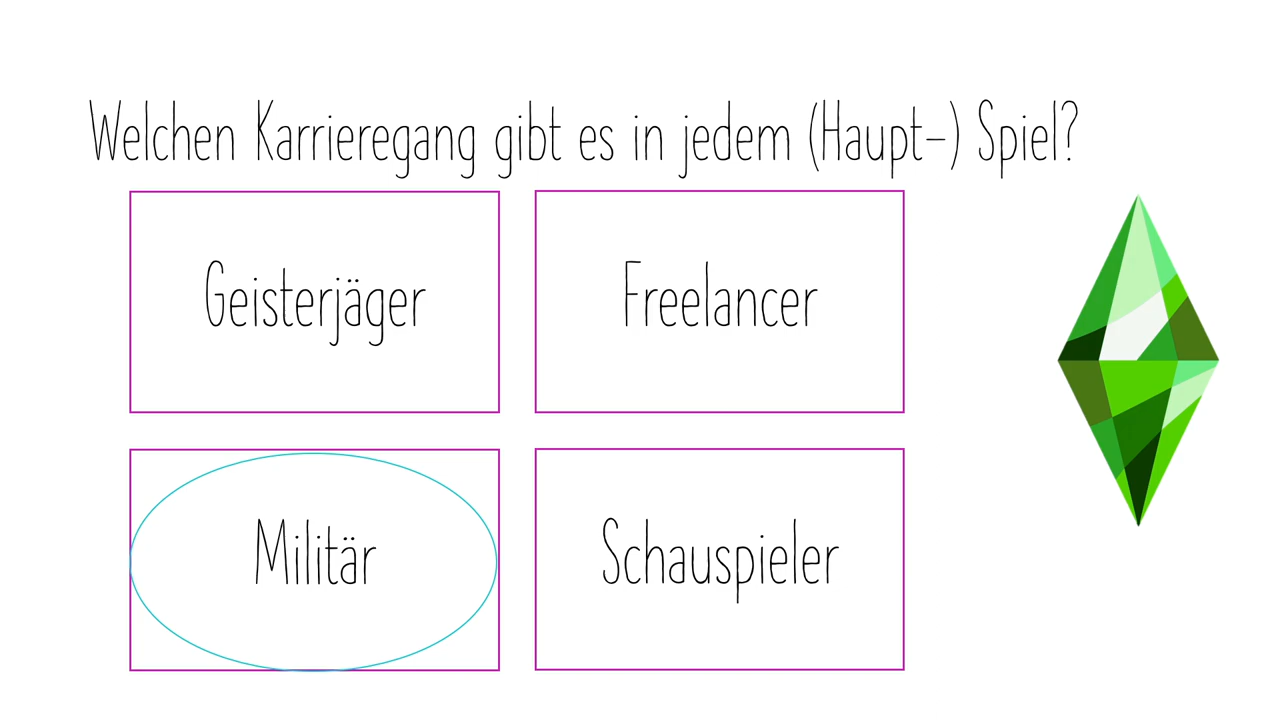 Welchen Karrieregang gibt es in jedem (Haupt-) Spiel?
Geisterjäger
Freelancer
Militär
Schauspieler